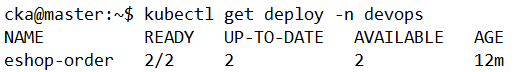 cka@master:~$ kubectl get deploy -n devops
NAME READY UP-TO-DATE AVAILABLE AGE
eshop-order 2/2 2 2 12m